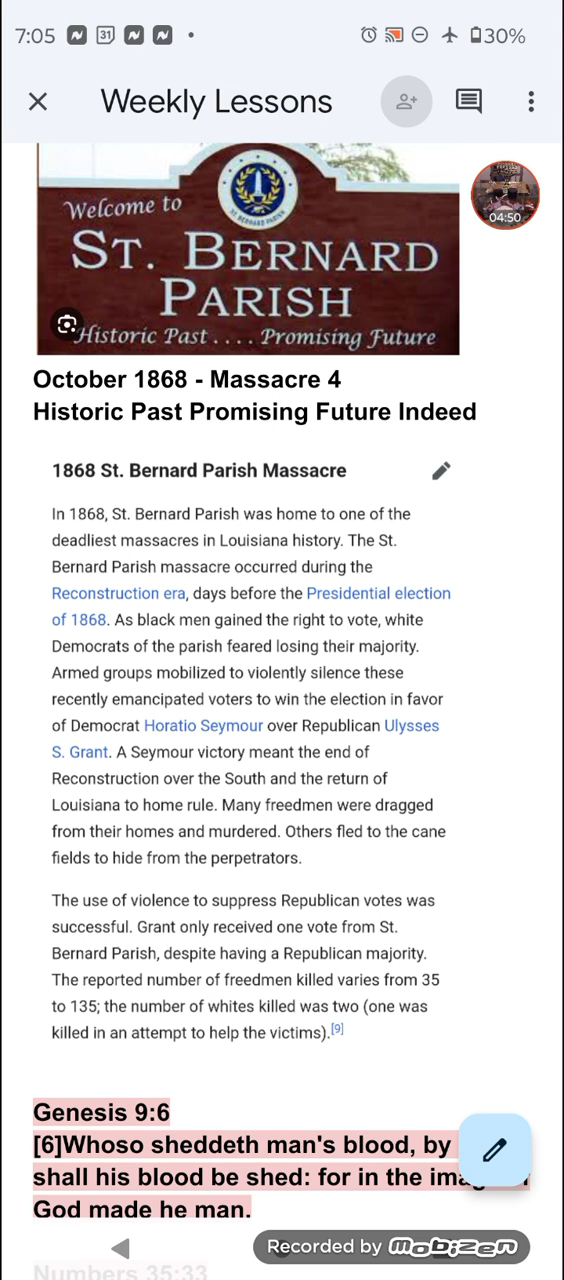 7:05 31 30%
Weekly Lessons
04:50
Welcome to
ST. BERNARD PARISH
ST. BERNARD
PARISH
Historic Past .... Promising Future
October 1868 - Massacre 4
Historic Past Promising Future Indeed
1868 St. Bernard Parish Massacre
In 1868, St. Bernard Parish was home to one of the
deadliest massacres in Louisiana history. The St.
Bernard Parish massacre occurred during the
Reconstruction era, days before the Presidential election
of 1868. As black men gained the right to vote, white
Democrats of the parish feared losing their majority.
Armed groups mobilized to violently silence these
recently emancipated voters to win the election in favor
of Democrat Horatio Seymour over Republican Ulysses
S. Grant. A Seymour victory meant the end of
Reconstruction over the South and the return of
Louisiana to home rule. Many freedmen were dragged
from their homes and murdered. Others fled to the cane
fields to hide from the perpetrators.
The use of violence to suppress Republican votes was
successful. Grant only received one vote from St.
Bernard Parish, despite having a Republican majority.
The reported number of freedmen killed varies from 35
to 135; the number of whites killed was two (one was
killed in an attempt to help the victims).[9]
Genesis 9:6
[6]Whoso sheddeth man's blood, by
shall his blood be shed: for in the
God made he man.
Recorded by Mobizen
Numbers 35:33